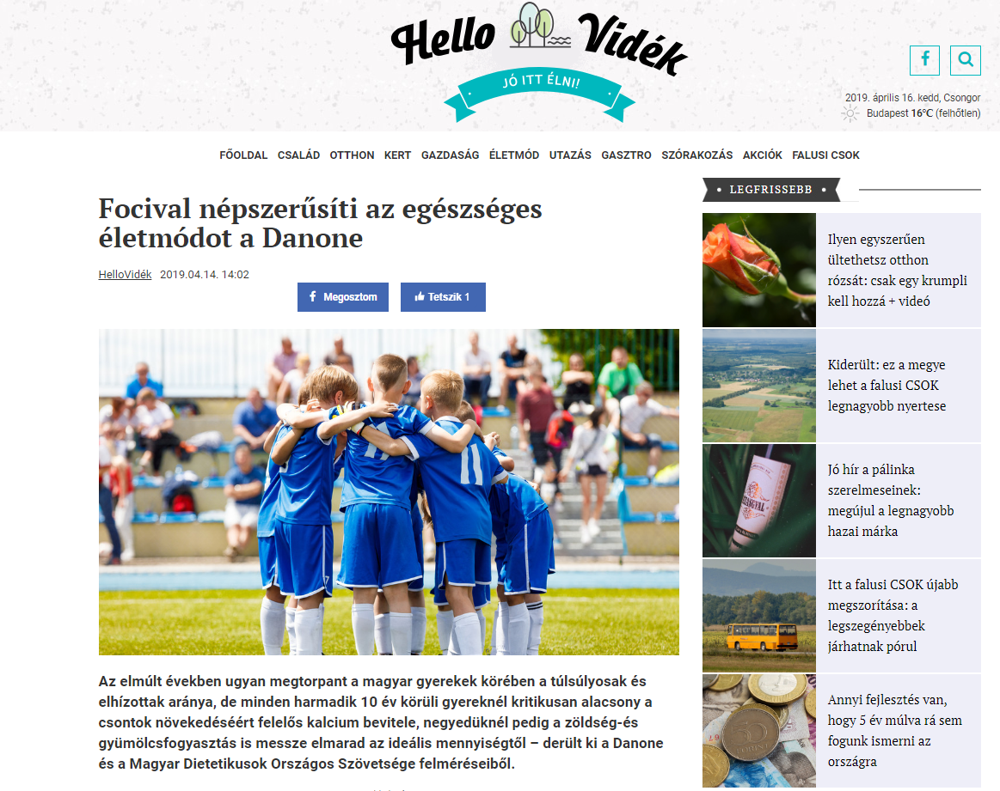 Hello Vidék
JÓ ITT ÉLNI!
2019. április 16. kedd, Csongor
Budapest 16°C (felhőtlen)
FŐOLDAL CSALÁD OTTHON KERT GAZDASÁG ÉLETMÓD UTAZÁS GASZTRO SZÓRAKOZÁS AKCIÓK FALUSI CSOK
Focival népszerűsíti az egészséges
életmódot a Danone
HelloVidék 2019.04.14. 14:02
Megosztom Tetszik 1
11
Az elmúlt években ugyan megtorpant a magyar gyerekek körében a túlsúlyosak és
elhízottak aránya, de minden harmadik 10 év körüli gyereknél kritikusan alacsony a
csontok növekedéséért felelős kalcium bevitele, negyedüknél pedig a zöldség-és
gyümölcsfogyasztás is messze elmarad az ideális mennyiségtől – derült ki a Danone
és a Magyar Dietetikusok Országos Szövetsége felméréseiből.
LEGFRISSEBB
Ilyen egyszerűen
ültethetsz otthon
rózsát: csak egy krumpli
kell hozzá + videó
Kiderült: ez a megye
lehet a falusi CSOK
legnagyobb nyertese
Jó hír a pálinka
szerelmeseinek:
megújul a legnagyobb
hazai márka
Itt a falusi CSOK újabb
megszorítása: a
legszegényebbek
járhatnak pórul
50
Annyi fejlesztés van,
hogy 5 év múlva rá sem
fogunk ismerni az
országra